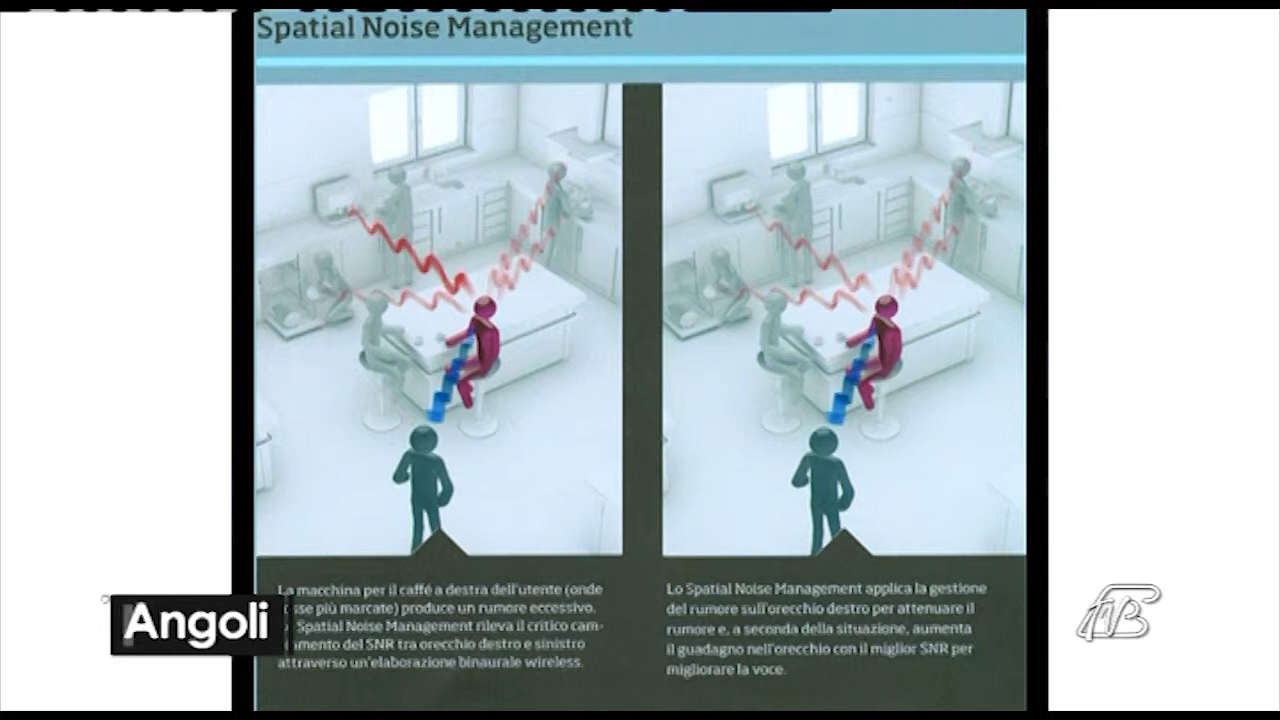 Spatial Noise Management
La macchina per il caffé a destra dell'utente (onde
sse più marcate) produce un rumore eccessivo.
Spatial Noise Management rileva il critico cam-
amento del SNR tra orecchio destro e sinistro
attraverso un'elaborazione binaurale wireless.
Lo Spatial Noise Management applica la gestione
del rumore sull'orecchio destro per attenuare il
rumore e, a seconda della situazione, aumenta
il guadagno nell'orecchio con il miglior SNR per
migliorare la voce.
Angoli